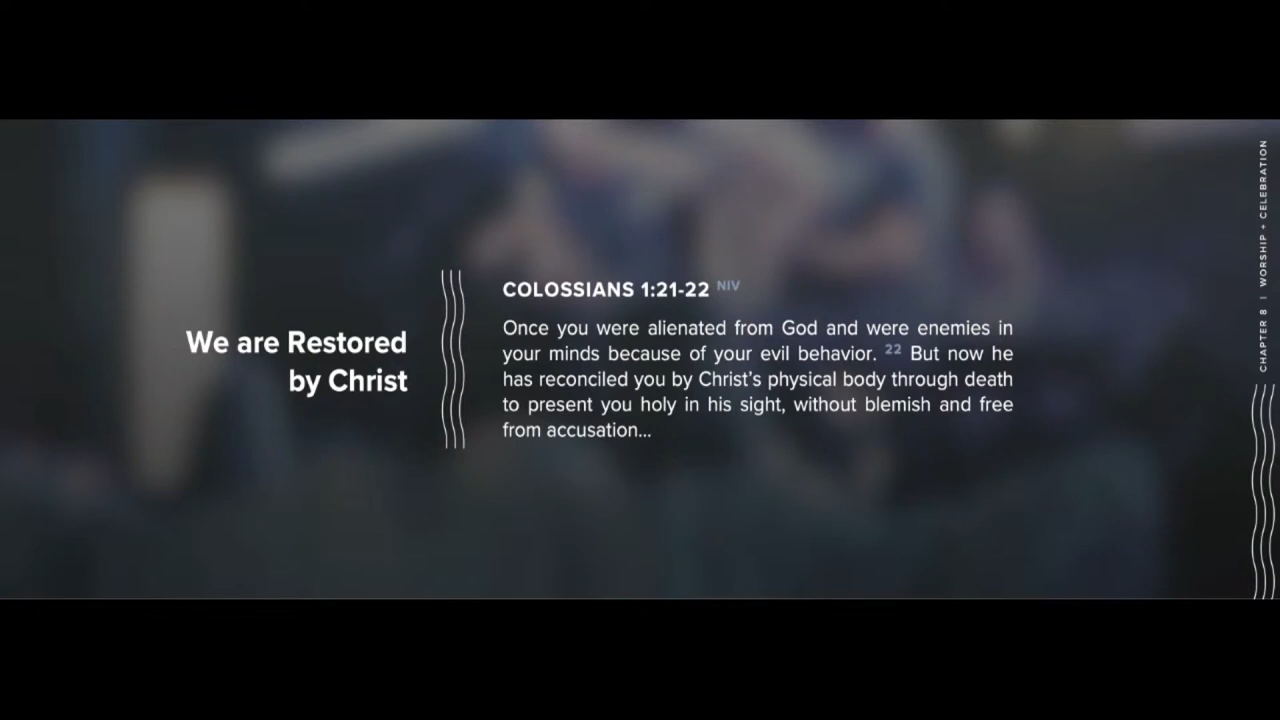 We are Restored
by Christ
COLOSSIANS 1:21-22 NIV
Once you were alienated from God and were enemies in
your minds because of your evil behavior. 22 But now he
has reconciled you by Christ’s physical body through death
to present you holy in his sight, without blemish and free
from accusation...
CHAPTER 8 | WORSHIP + CELEBRATION